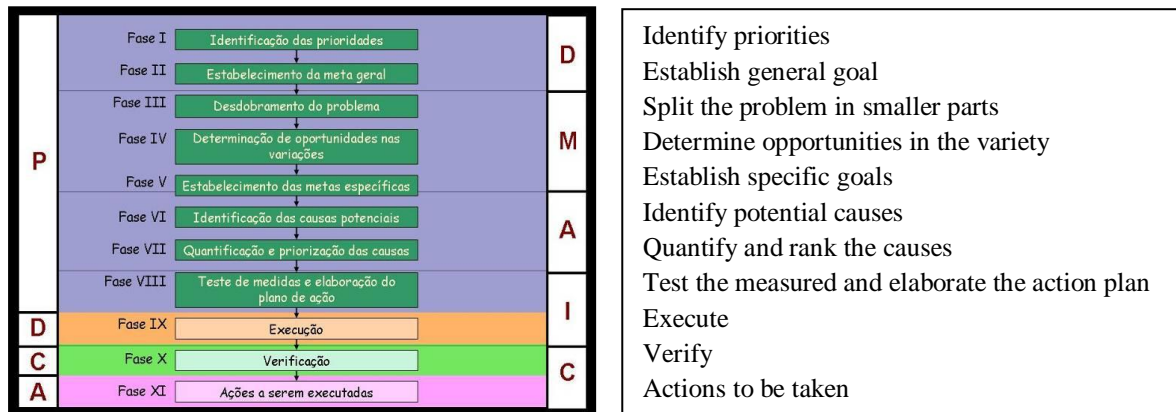 P
D
C
A
Fase I
Identificação das prioridades
Fase II
Estabelecimento da meta geral
Fase III
Desdobramento do problema
Fase IV
Determinação de oportunidades nas
variações
Fase V
Estabelecimento das metas específicas
Fase VI
Identificação das causas potenciais
Fase VII
Quantificação e priorização das causas
Fase VIII
Teste de medidas e elaboração do
plano de ação
Fase IX
Execução
Fase X
Verificação
Fase XI
Ações a serem executadas
D
M
A
I
C
Identify priorities
Establish general goal
Split the problem in smaller parts
Determine opportunities in the variety
Establish specific goals
Identify potential causes
Quantify and rank the causes
Test the measured and elaborate the action plan
Execute
Verify
Actions to be taken